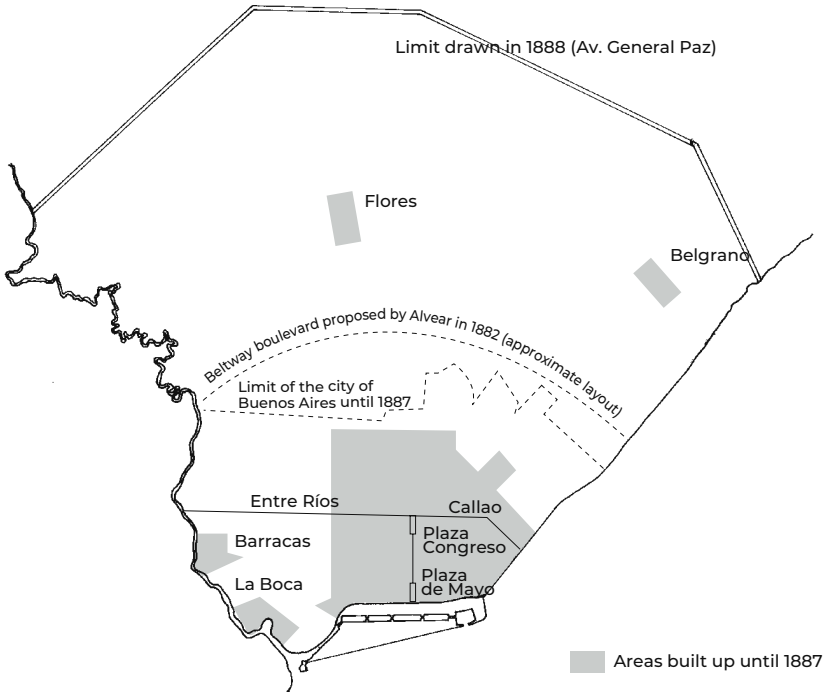 Limit drawn in 1888 (Av. General Paz)
Flores
Belgrano
Beltway boulevard proposed by Alvear in 1882 (approximate layout)
Limit of the city of
Buenos Aires until 1887
Entre Ríos
Callao
Barracas
Plaza
Congreso
La Boca
Plaza
de Mayo
Areas built up until 1887